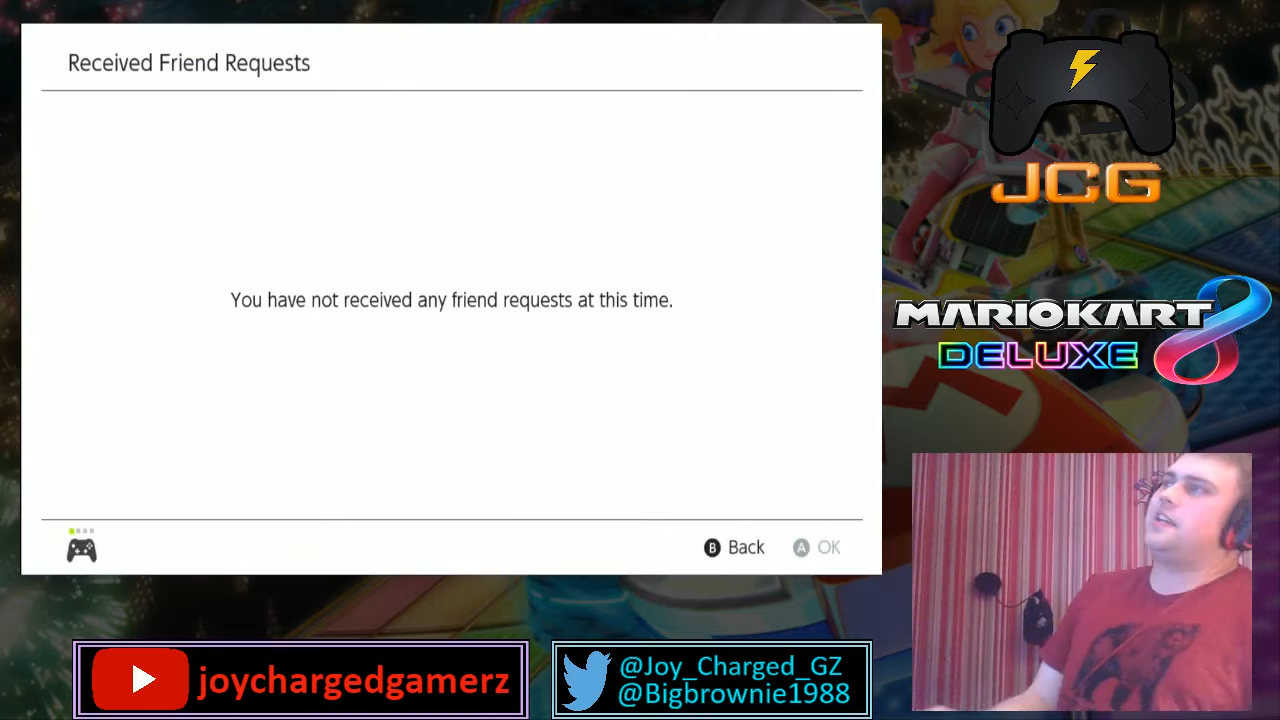 Received Friend Requests
You have not received any friend requests at this time.
B Back A OK
JCG
MARIOKART 8
DELUXE
joychargedgamerz
@Joy_Charged_GZ
@Bigbrownie1988